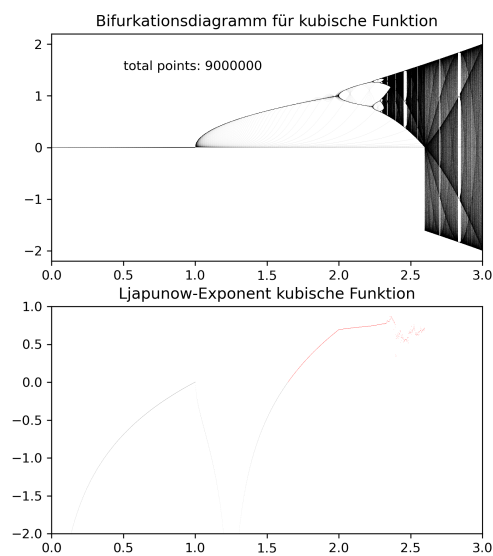 Bifurkationsdiagramm für kubische Funktion
total points: 9000000
2
1
0
−1
−2
0.0 0.5 1.0 1.5 2.0 2.5 3.0
Ljapunow-Exponent kubische Funktion
1.0
0.5
0.0
−0.5
−1.0
−1.5
−2.0
0.0 0.5 1.0 1.5 2.0 2.5 3.0